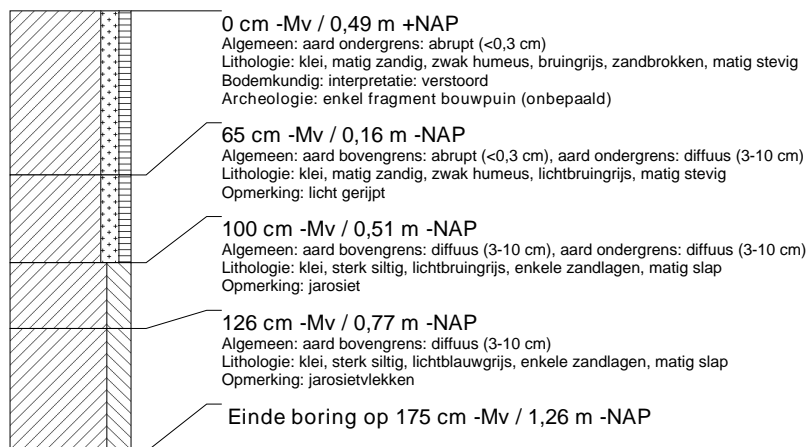 0 cm -Mv / 0,49 m +NAP
Algemeen: aard ondergrens: abrupt (<0,3 cm)
Lithologie: klei, matig zandig, zwak humeus, bruingrijs, zandbrokken, matig stevig
Bodemkundig: interpretatie: verstoord
Archeologie: enkel fragment bouwpuin (onbepaald)
65 cm -Mv / 0,16 m -NAP
Algemeen: aard bovengrens: abrupt (<0,3 cm), aard ondergrens: diffuus (3-10 cm)
Lithologie: klei, matig zandig, zwak humeus, lichtbruingrijs, matig stevig
Opmerking: licht gerijpt
100 cm -Mv / 0,51 m -NAP
Algemeen: aard bovengrens: diffuus (3-10 cm), aard ondergrens: diffuus (3-10 cm)
Lithologie: klei, sterk siltig, lichtbruingrijs, enkele zandlagen, matig slap
Opmerking: jarosiet
126 cm -Mv / 0,77 m -NAP
Algemeen: aard bovengrens: diffuus (3-10 cm)
Lithologie: klei, sterk siltig, lichtblauwgrijs, enkele zandlagen, matig slap
Opmerking: jarosietvlekken
Einde boring op 175 cm -Mv / 1,26 m -NAP